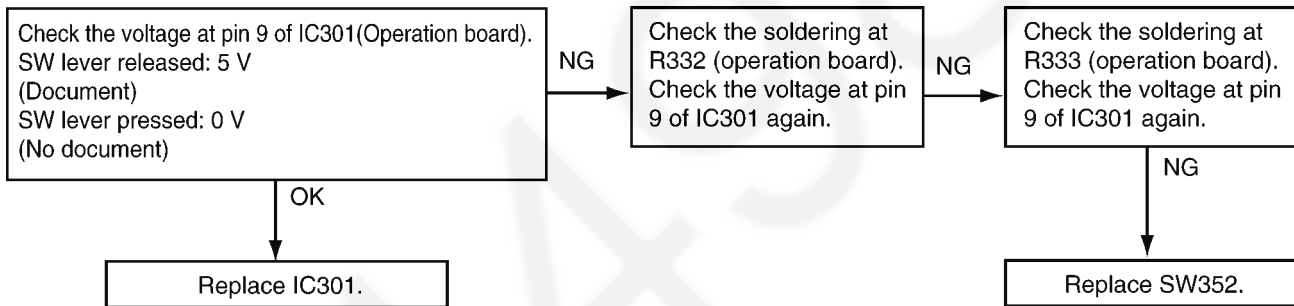 Check the voltage at pin 9 of IC301(Operation board).
SW lever released: 5 V
(Document)
SW lever pressed: 0 V
(No document)
NG
Check the soldering at
R332 (operation board).
Check the voltage at pin
9 of IC301 again.
NG
Check the soldering at
R333 (operation board).
Check the voltage at pin
9 of IC301 again.
OK
NG
Replace IC301.
Replace SW352.